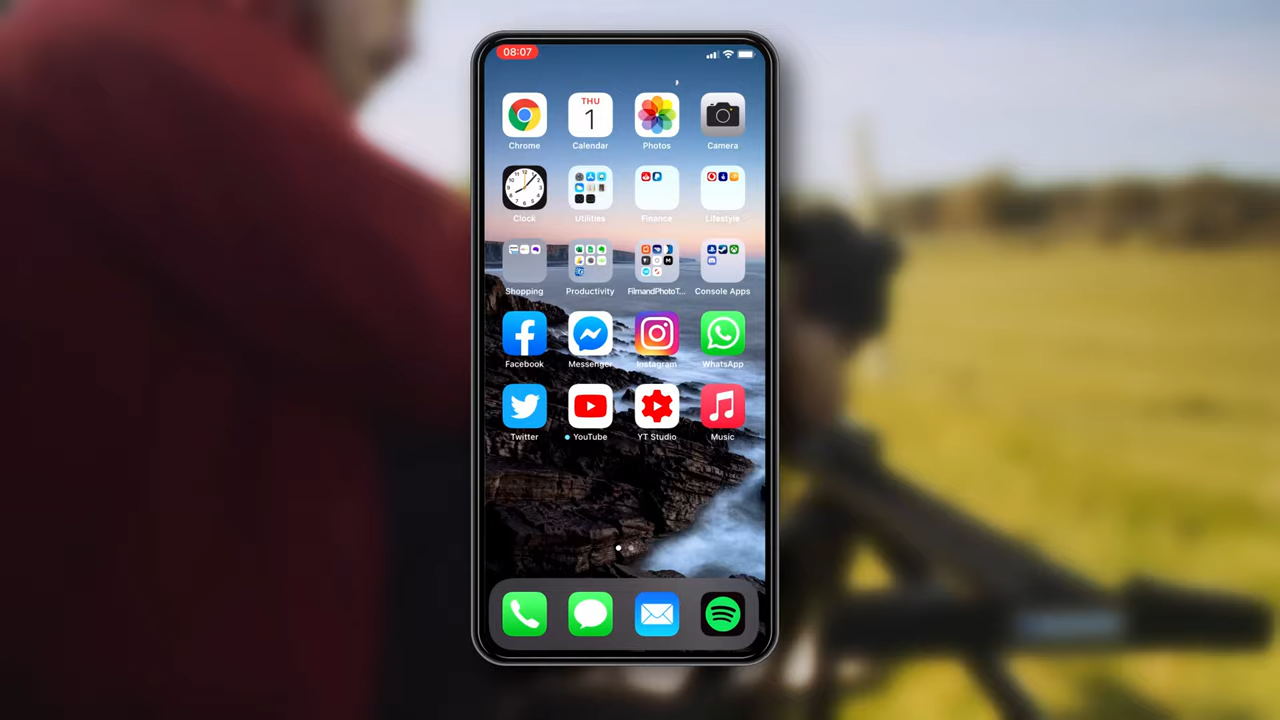 08:07
THU
1
Chrome
Calendar
Photos
Camera
Clock
Utilities
Finance
Lifestyle
Shopping
Productivity
FilmandPhotoT...
Console Apps
Facebook
Messenger
Instagram
WhatsApp
Twitter
YouTube
YT Studio
Music